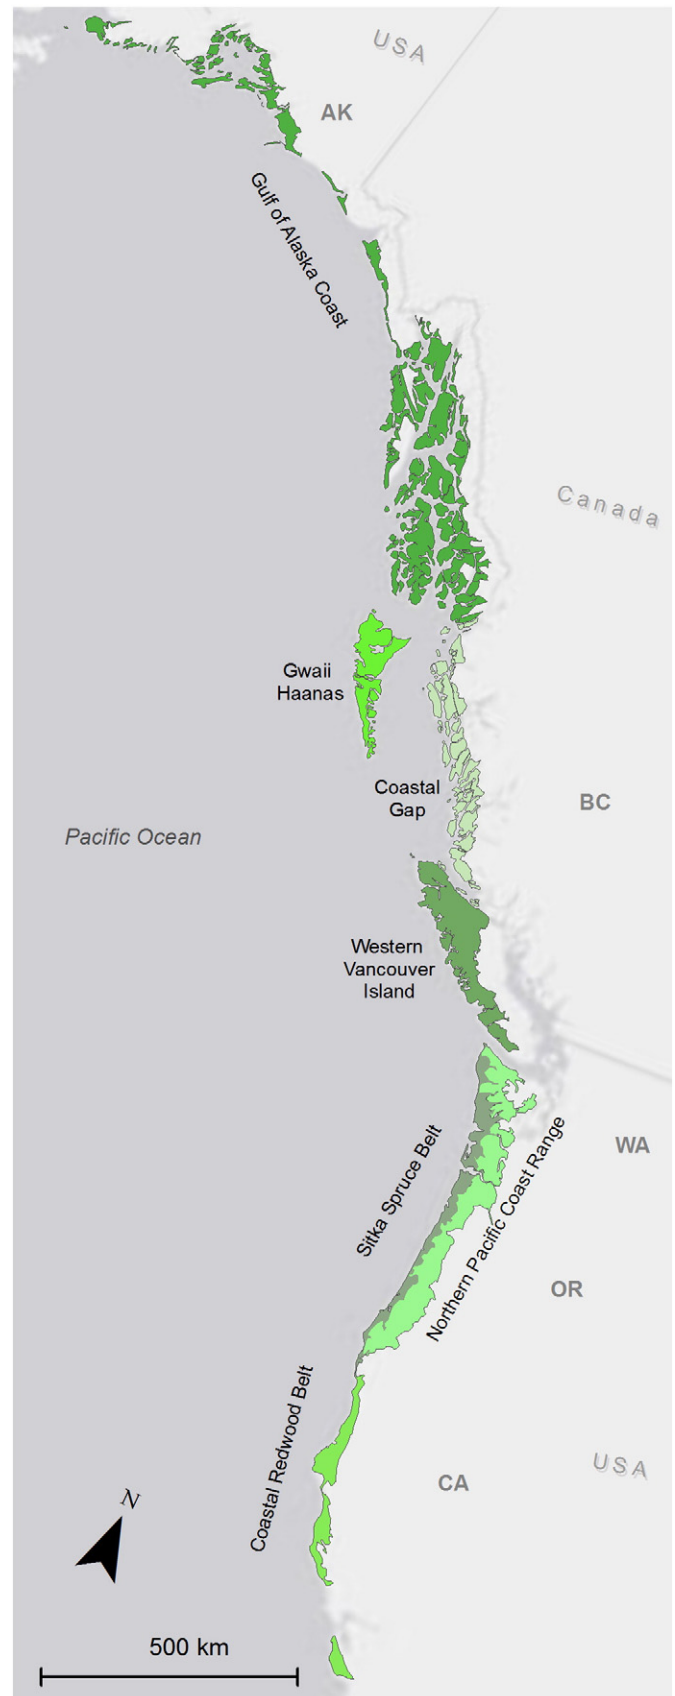 USA
AK
Gulf of Alaska Coast
Canada
Gwaii
Haanas
Coastal
Gap
BC
Pacific Ocean
Western
Vancouver
Island
Sitka Spruce Belt
WA
Northern Pacific Coast Range
OR
Coastal Redwood Belt
USA
CA
N
500 km